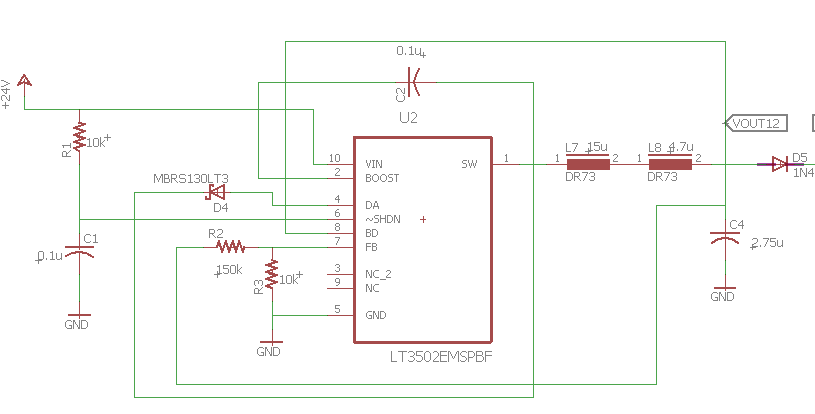 0.1u
C2
+24V
U2
R1
10k
VOUT12
L7 15u
L8 4.7u
10 VIN
SW 1
1 2
1 2
D5
MBRS130LT3
2 BOOST
DR73
DR73
1N4
D4
4 DA
6 ~SHDN
8 BD
7 FB
C1
0.1u
R2
150k
R3
10k
C4
2.75u
3 NC_2
9 NC
5 GND
GND
GND
GND
LT3502EMSPBF